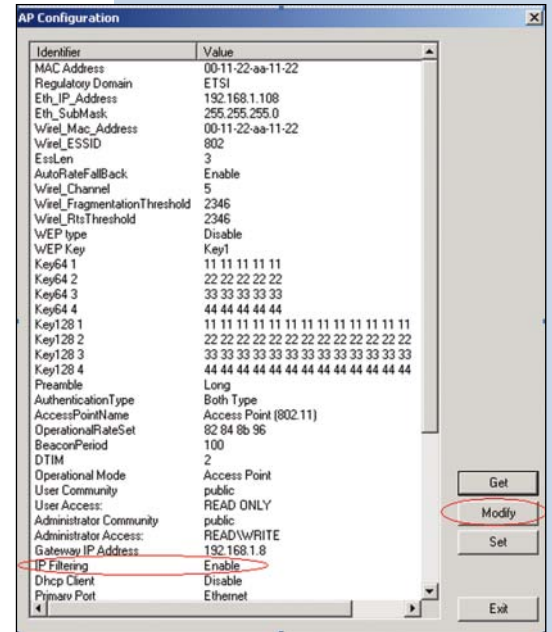 AP Configuration
Identifier Value
MAC Address 00-11-22-aa-11-22
Regulatory Domain ETSI
Eth_IP_Address 192.168.1.108
Eth_SubMask 255.255.255.0
Wirel_Mac_Address 00-11-22-aa-11-22
Wirel_ESSID 802
EssLen 3
AutoRateFallBack Enable
Wirel_Channel 5
Wirel_FragmentationThreshold 2346
Wirel_RtsThreshold 2346
WEP type Disable
WEP Key Key1
Key64 1 11 11 11 11 11
Key64 2 22 22 22 22 22
Key64 3 33 33 33 33 33
Key64 4 44 44 44 44 44
Key128 1 11 11 11 11 11 11 11 11 11 11 11 11 11
Key128 2 22 22 22 22 22 22 22 22 22 22 22 22 22
Key128 3 33 33 33 33 33 33 33 33 33 33 33 33 33
Key128 4 44 44 44 44 44 44 44 44 44 44 44 44 44
Preamble Long
AuthenticationType Both Type
AccessPointName Access Point (802.11)
OperationalRateSet 82 84 8b 96
BeaconPeriod 100
DTIM 2
Operational Mode Access Point
User Community public
User Access: READ ONLY
Administrator Community public
Administrator Access: READ\WRITE
Gateway IP Address 192.168.1.8
IP Filtering Enable
Dhcp Client Disable
Primary Port Ethernet
Get
Modify
Set
Exit